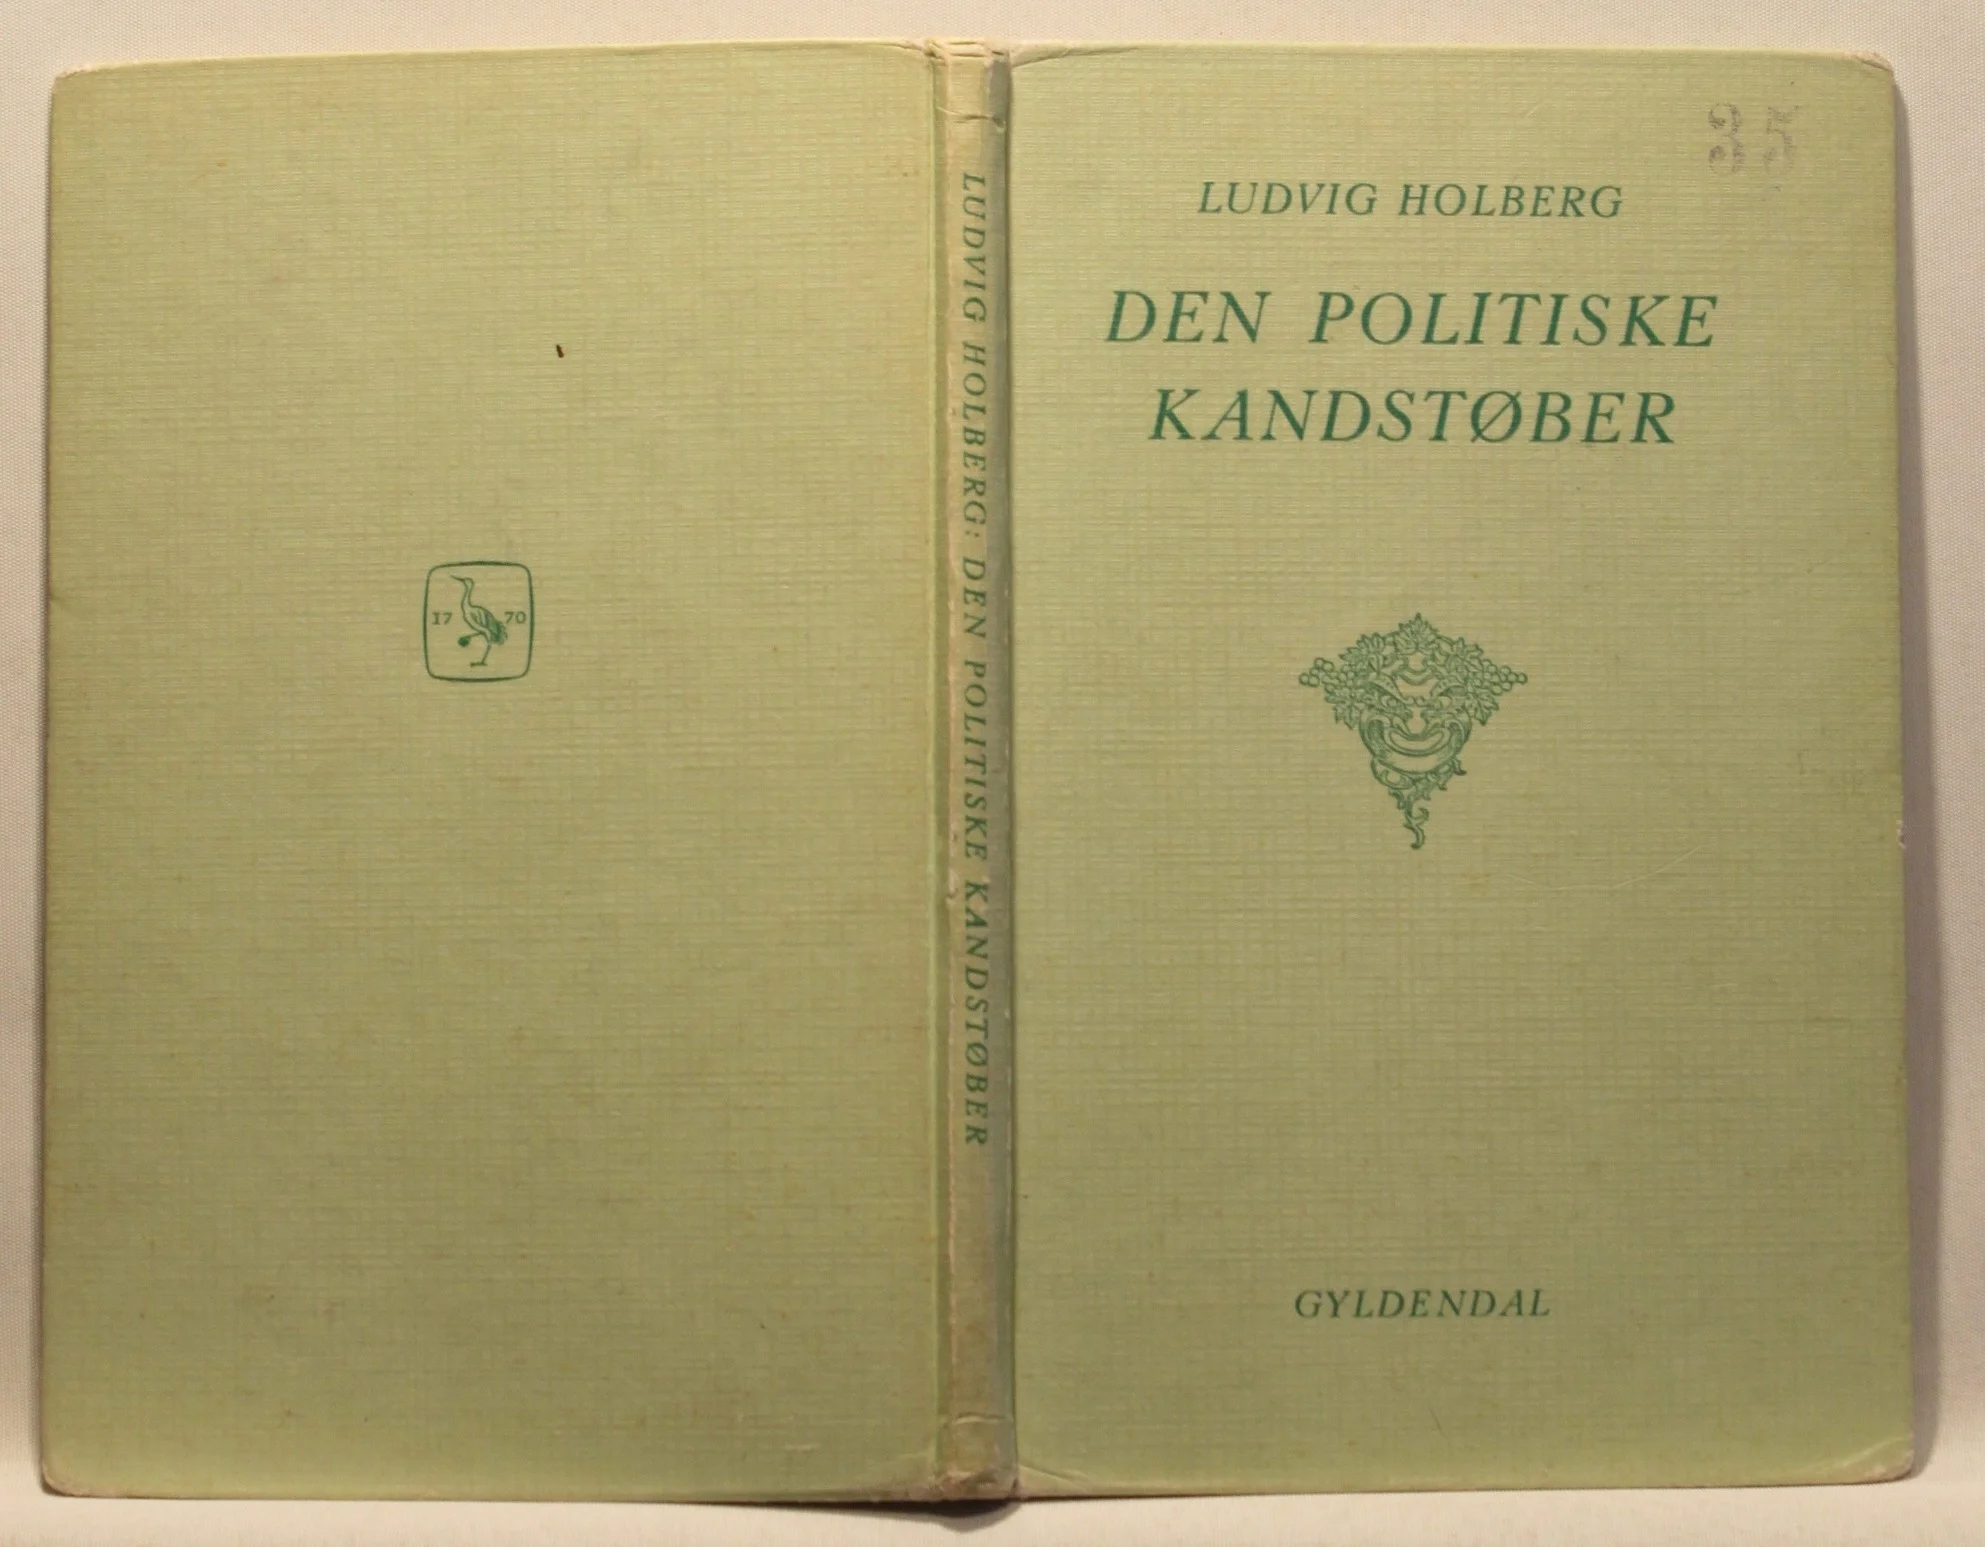 LUDVIG HOLBERG
DEN POLITISKE
KANDSTØBER
GYLDENDAL
35
LUDVIG HOLBERG: DEN POLITISKE KANDSTØBER
17 70